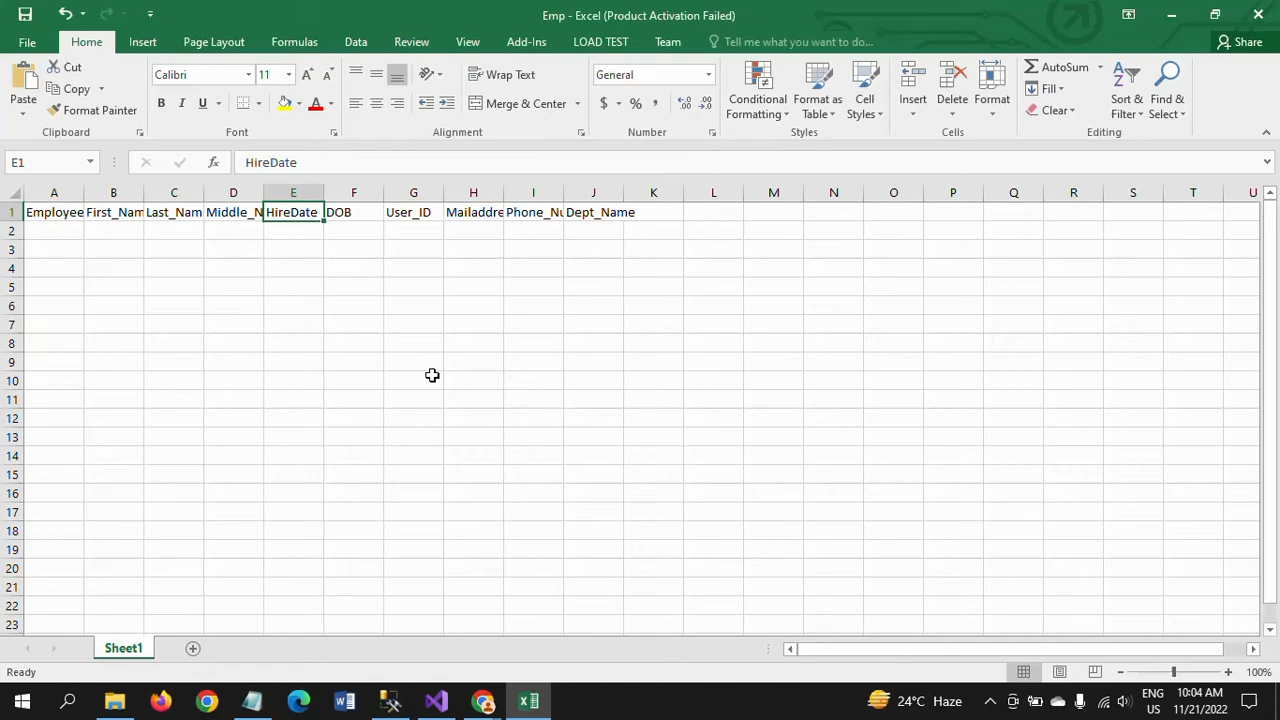 Emp - Excel (Product Activation Failed)
File Home Insert Page Layout Formulas Data Review View Add-Ins LOAD TEST Team Tell me what you want to do... Share
Paste
Cut
Copy
Format Painter
Clipboard
Calibri 11
B I U
Font
Wrap Text
Merge & Center
Alignment
General
$ % ,
Number
Conditional Formatting
Format as Table
Cell Styles
Styles
Insert Delete Format
Cells
AutoSum
Fill
Clear
Sort & Filter
Find & Select
Editing
E1 fx HireDate
A B C D E F G H I J K L M N O P Q R S T U
1 Employee First_Nam Last_Nam Middle_N HireDate DOB User_ID Mailaddre Phone_Nu Dept_Name
2
3
4
5
6
7
8
9
10
11
12
13
14
15
16
17
18
19
20
21
22
23
Sheet1
Ready 100%
24°C Haze
ENG
US
10:04 AM
11/21/2022